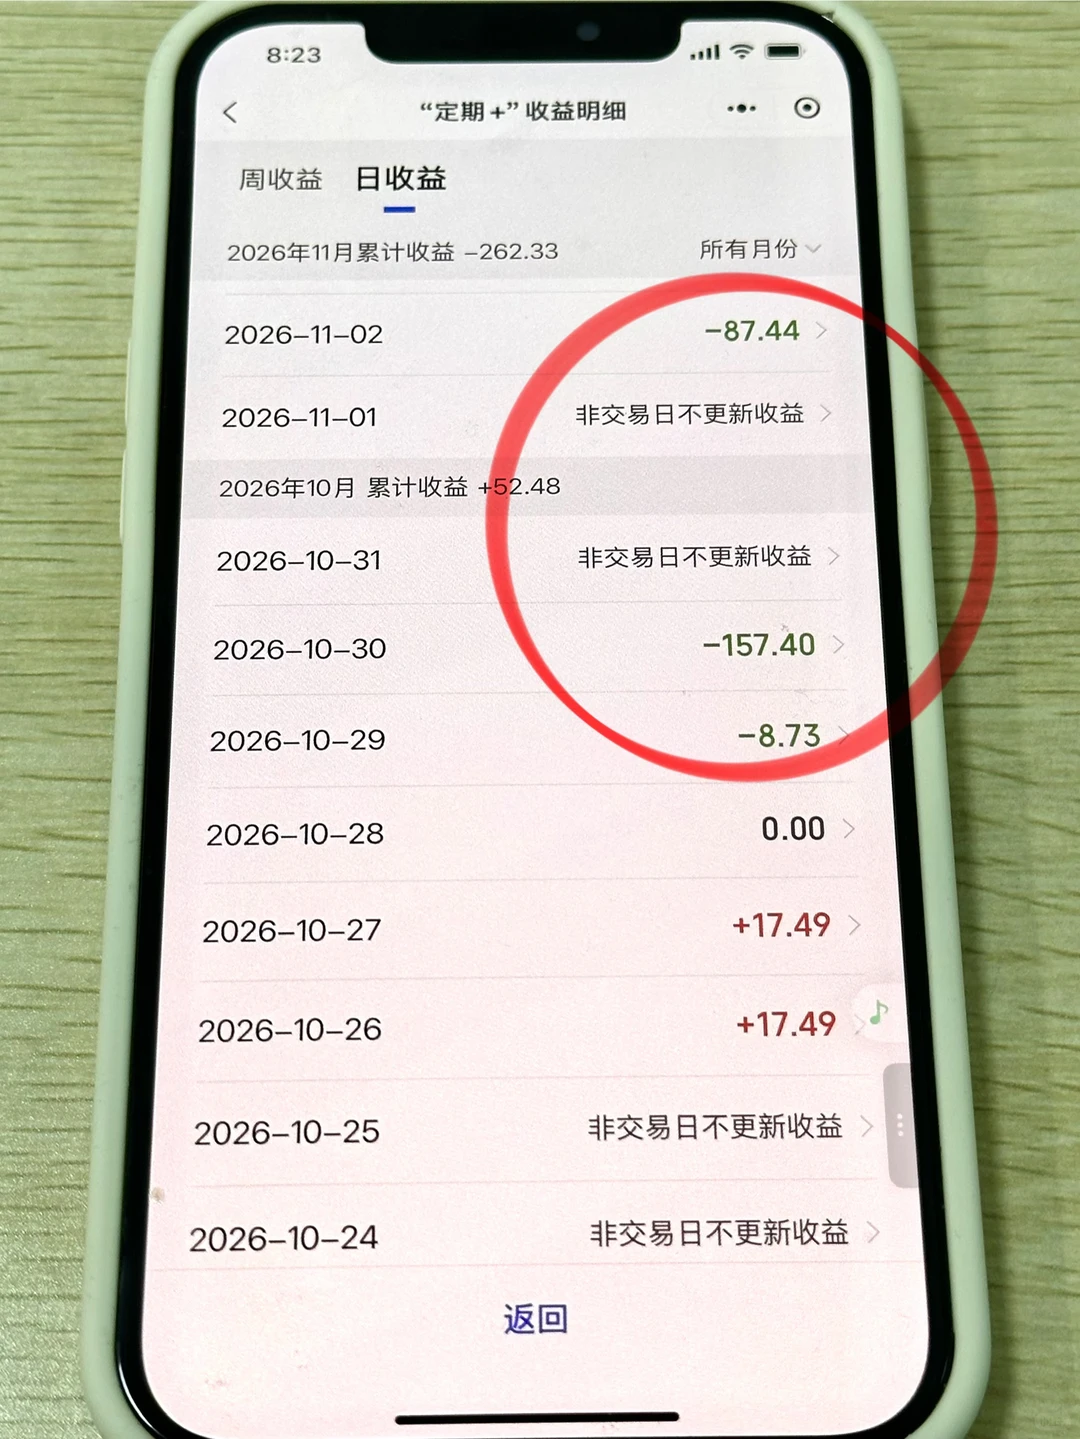 8:23
“定期+”收益明细
周收益 日收益
2026年11月累计收益 -262.33 所有月份
2026-11-02 -87.44
2026-11-01 非交易日不更新收益
2026年10月 累计收益 +52.48
2026-10-31 非交易日不更新收益
2026-10-30 -157.40
2026-10-29 -8.73
2026-10-28 0.00
2026-10-27 +17.49
2026-10-26 +17.49
2026-10-25 非交易日不更新收益
2026-10-24 非交易日不更新收益
返回